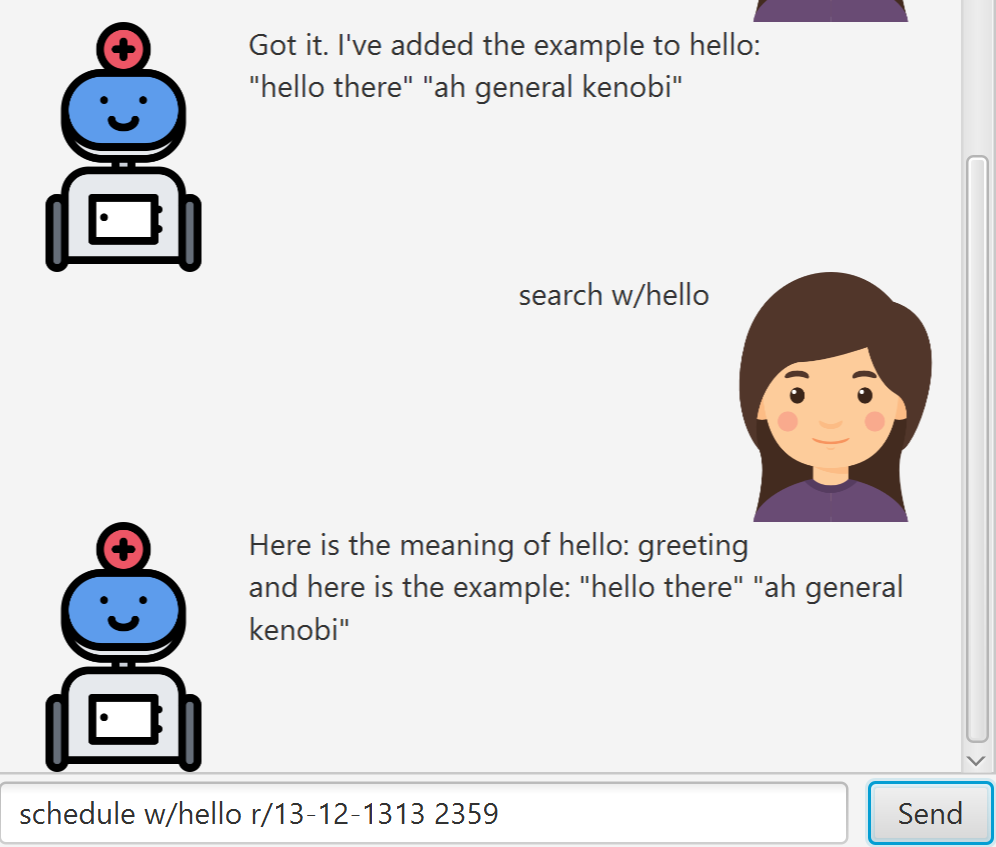 Got it. I've added the example to hello:
"hello there" "ah general kenobi"
search w/hello
Here is the meaning of hello: greeting
and here is the example: "hello there" "ah general
kenobi"
schedule w/hello r/13-12-1313 2359
Send